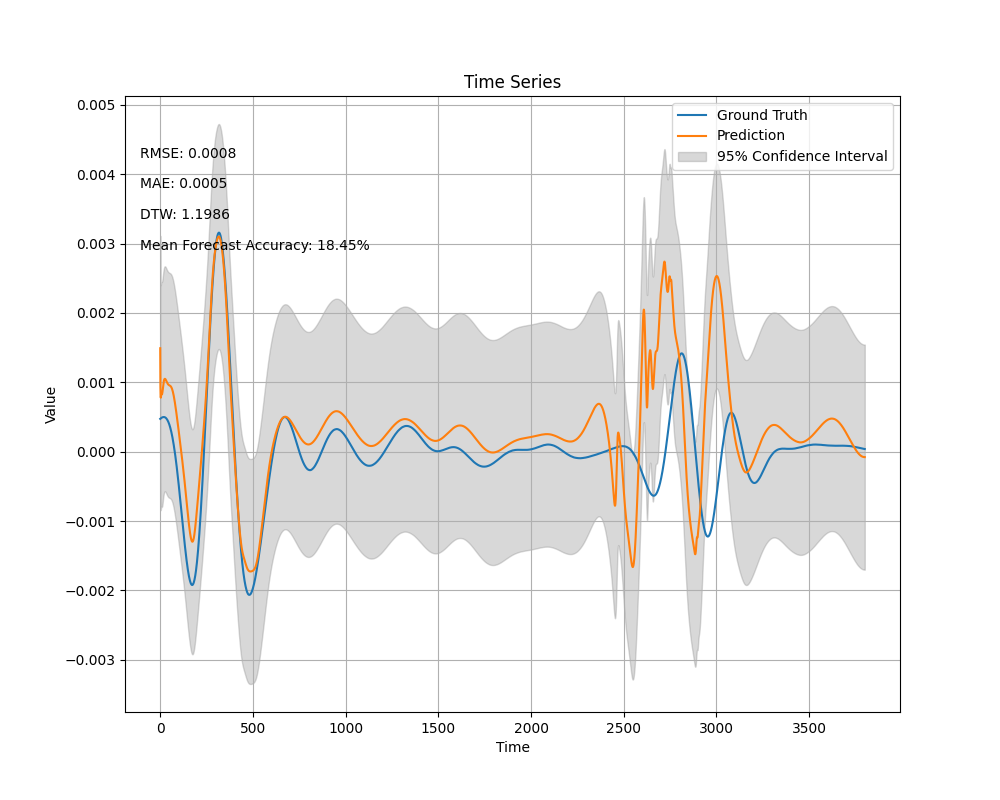 Time Series
0.005
0.004
0.003
0.002
0.001
0.000
−0.001
−0.002
−0.003
Value
RMSE: 0.0008
MAE: 0.0005
DTW: 1.1986
Mean Forecast Accuracy: 18.45%
Ground Truth
Prediction
95% Confidence Interval
0 500 1000 1500 2000 2500 3000 3500
Time